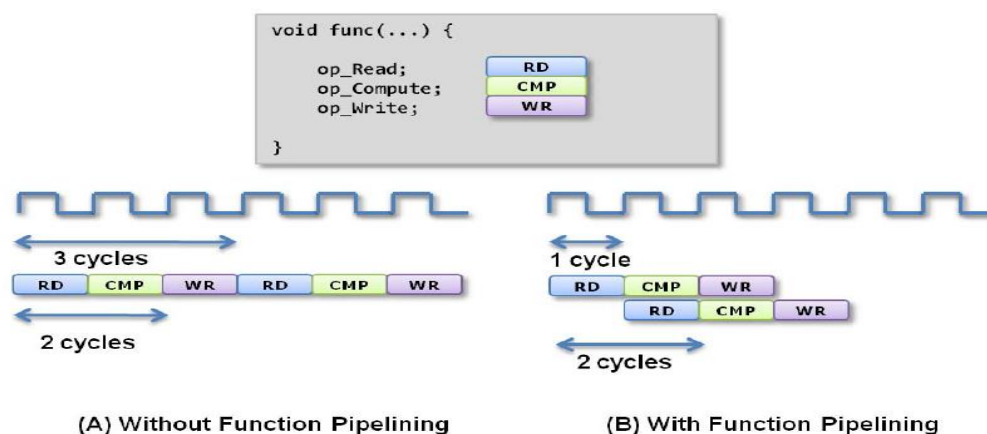 void func(...) {
op_Read; RD
op_Compute; CMP
op_Write; WR
}
3 cycles
RD CMP WR RD CMP WR
2 cycles
(A) Without Function Pipelining
1 cycle
RD CMP WR
RD CMP WR
2 cycles
(B) With Function Pipelining